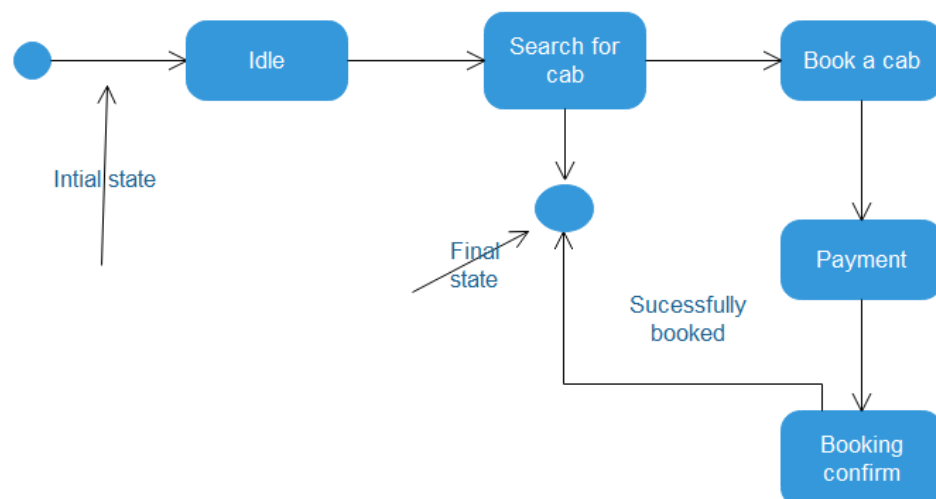 Idle
Search for
cab
Book a cab
Intial state
Final
state
Payment
Sucessfully
booked
Booking
confirm